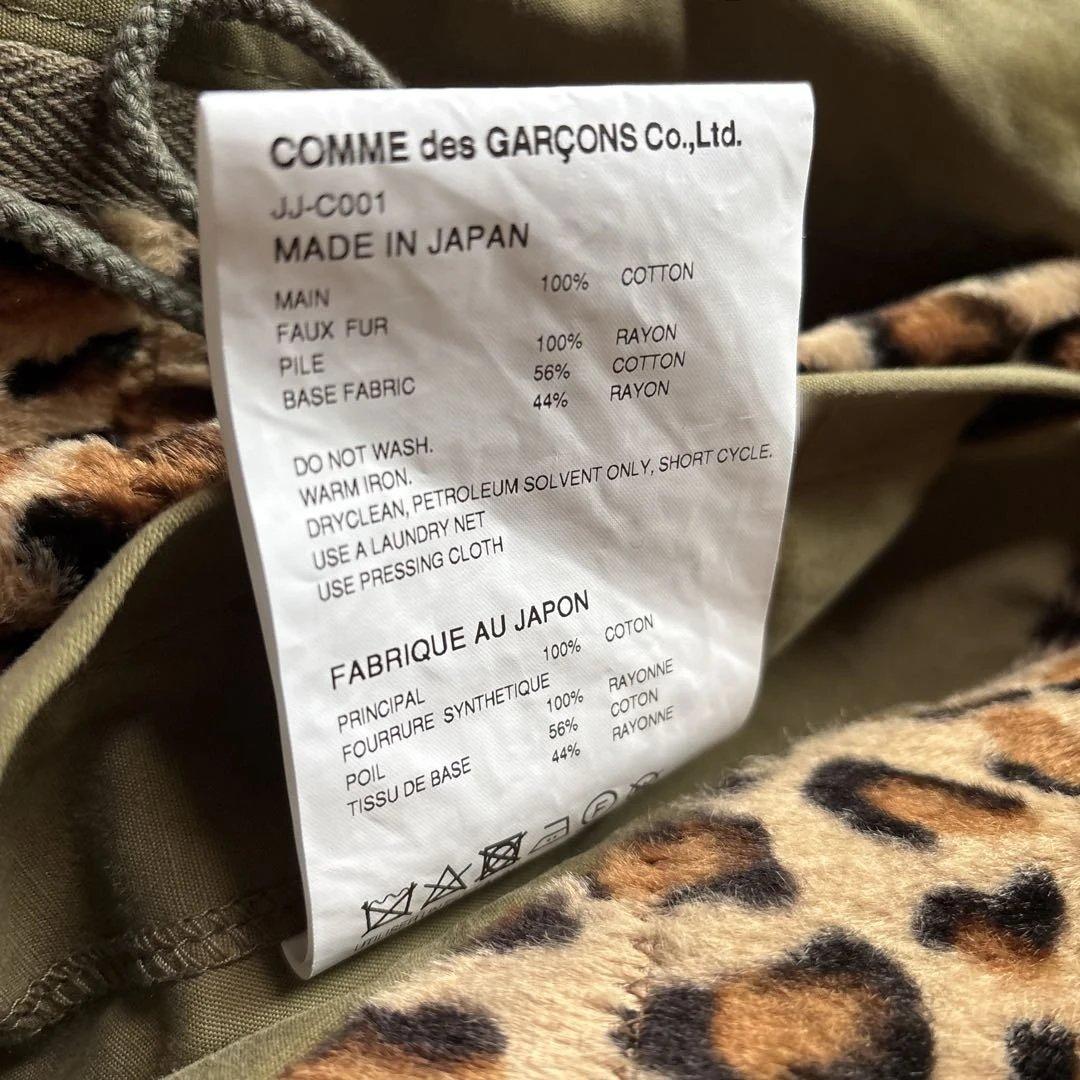 COMME des GARÇONS Co.,Ltd.
JJ-C001
MADE IN JAPAN
MAIN 100% COTTON
FAUX FUR
PILE 100% RAYON
BASE FABRIC 56% COTTON
44% RAYON
DO NOT WASH.
WARM IRON.
DRYCLEAN, PETROLEUM SOLVENT ONLY, SHORT CYCLE.
USE A LAUNDRY NET
USE PRESSING CLOTH
FABRIQUE AU JAPON
PRINCIPAL 100% COTON
FOURRURE SYNTHETIQUE
POIL 100% RAYONNE
TISSU DE BASE 56% COTON
44% RAYONNE
F